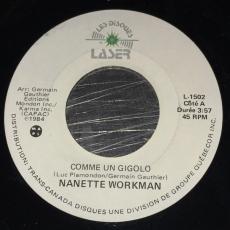 LES DISQUES
LASER
Arr: Germain
Gauthier
Editions
Mondon Inc./
Karma Inc.
(CAPAC)
℗1984
L-1502
Côté A
Durée 3:57
45 RPM
COMME UN GIGOLO
(Luc Plamondon/Germain Gauthier)
NANETTE WORKMAN
DISTRIBUTION: TRANS-CANADA DISQUES UNE DIVISION DE GROUPE QUÉBECOR INC.